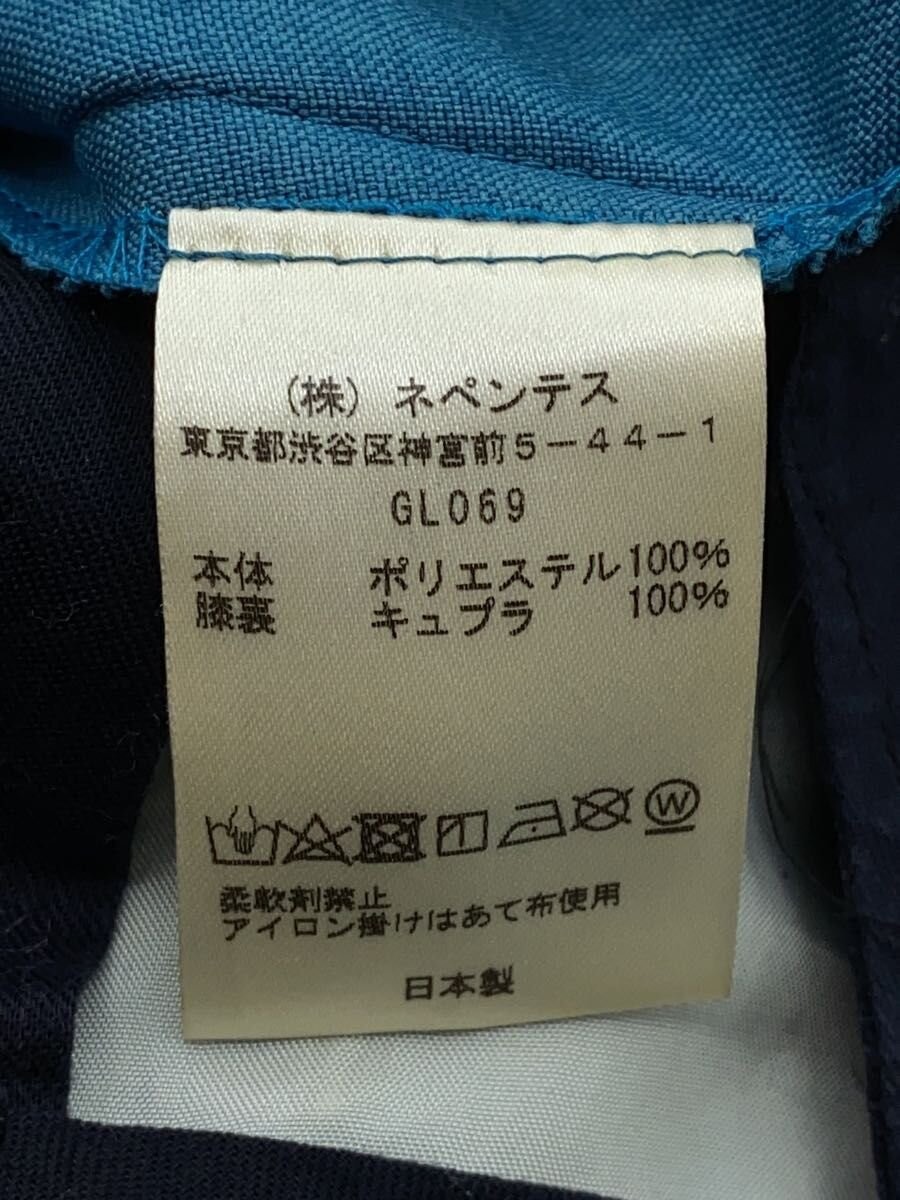 (株) ネペンテス
東京都渋谷区神宮前5-44-1
GL069
本体 ポリエステル100%
膝裏 キュプラ 100%
W
柔軟剤禁止
アイロン掛けはあて布使用
日本製